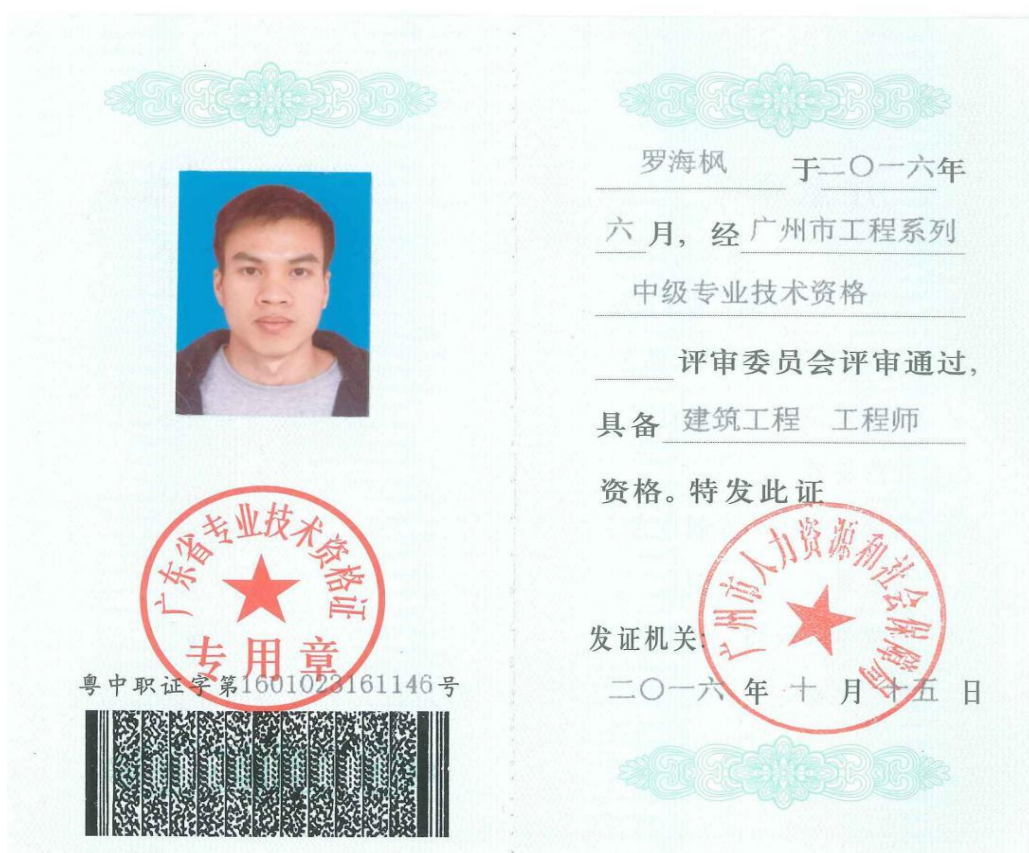 广东省专业技术资格证
专用章
粤中职证字第1601023161146号
罗海枫 于二〇一六年
六月，经广州市工程系列
中级专业技术资格
评审委员会评审通过，
具备 建筑工程 工程师
资格。特发此证
广州市人力资源和社会保障局
发证机关:
二〇一六年十月十五日